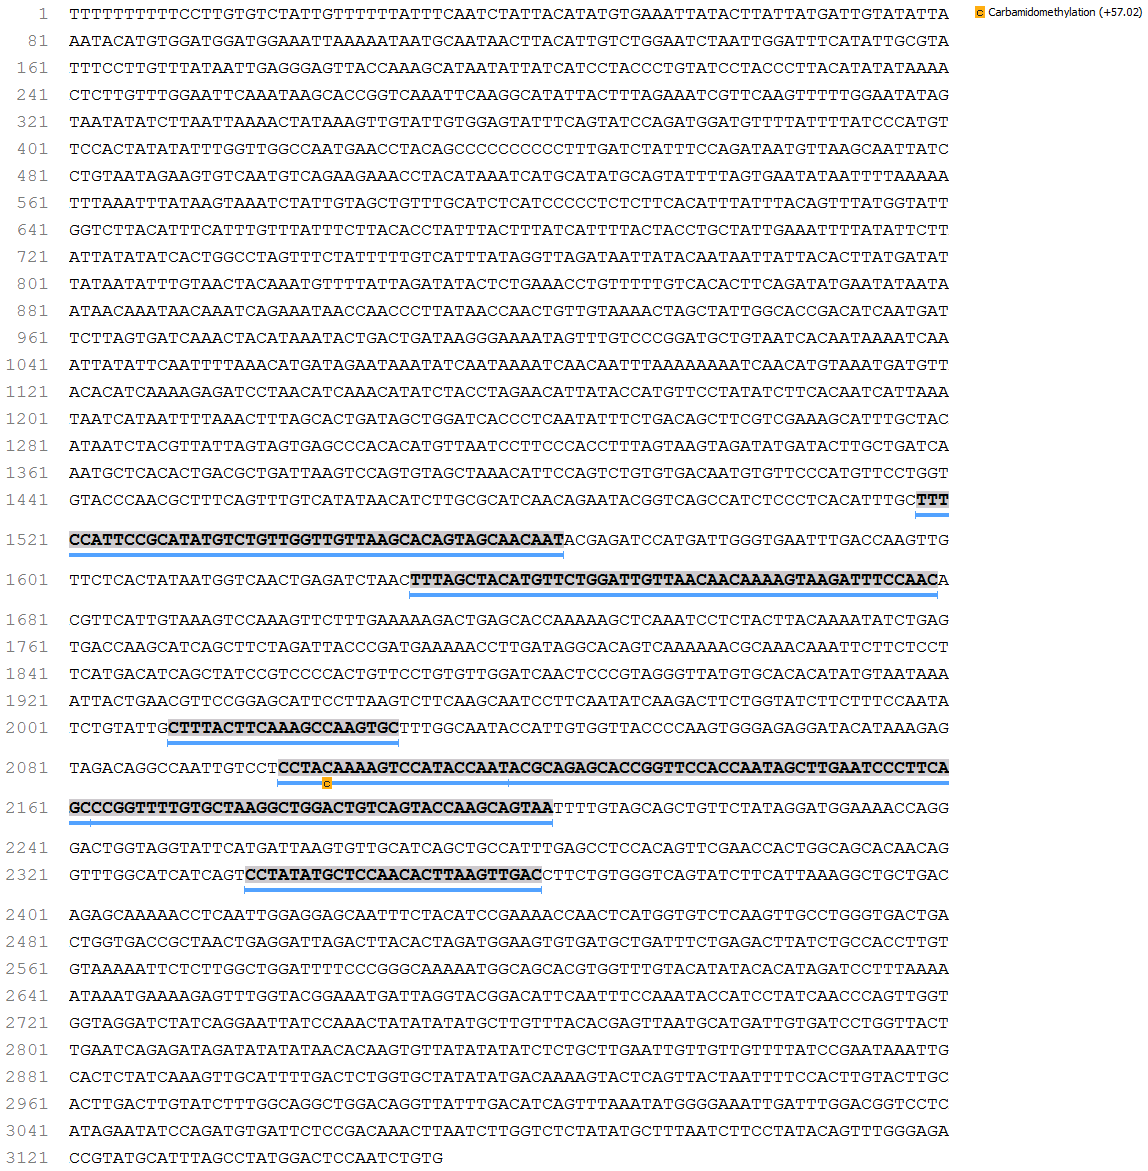 1 TTTTTTTTTTTCCTTGTGTCTATTGTTTTTTATTTCAATCTATTACATATGTGAAATTATACTTATTATGATTGTATATTA
C Carbamidomethylation (+57.02)
81 AATACATGTGGATGGATGGAAATTAAAAATAATGCAATAACTTACATTGTCTGGAATCTAATTGGATTTCATATTGCGTA
161 TTTCCTTGTTTATAATTGAGGGAGTTACCAAAGCATAATATTATCATCCTACCCTGTATCCTACCCTTACATATATAAAA
241 CTCTTGTTTGGAATTCAAATAAGCACCGGTCAAATTCAAGGCATATTACTTTAGAAATCGTTCAAGTTTTTGGAATATAG
321 TAATATATCTTAATTAAAACTATAAAGTTGTATTGTGGAGTATTTCAGTATCCAGATGGATGTTTTATTTTATCCCATGT
401 TCCACTATATATTTGGTTGGCCAATGAACCTACAGCCCCCCCCCCTTTGATCTATTTCCAGATAATGTTAAGCAATTATC
481 CTGTAATAGAAGTGTCAATGTCAGAAGAAACCTACATAAATCATGCATATGCAGTATTTTAGTGAATATAATTTTAAAAA
561 TTTAAATTTATAAGTAAATCTATTGTAGCTGTTTGCATCTCATCCCCCTCTCTTCACATTTATTTACAGTTTATGGTATT
641 GGTCTTACATTTCATTTGTTTATTTCTTACACCTATTTACTTTATCATTTTACTACCTGCTATTGAAATTTTATATTCTT
721 ATTATATATCACTGGCCTAGTTTCTATTTTTGTCATTTATAGGTTAGATAATTATACAATAATTATTACACTTATGATAT
801 TATAATATTTGTAACTACAAATGTTTTATTAGATATACTCTGAAACCTGTTTTTGTCACACTTCAGATATGAATATAATA
881 ATAACAAATAACAAATCAGAAATAACCAACCCTTATAACCAACTGTTGTAAAACTAGCTATTGGCACCGACATCAATGAT
961 TCTTAGTGATCAAACTACATAAATACTGACTGATAAGGGAAAATAGTTTGTCCCGGATGCTGTAATCACAATAAAATCAA
1041 ATTATATTCAATTTTAAACATGATAGAATAAATATCAATAAAATCAACAATTTAAAAAAAATCAACATGTAAATGATGTT
1121 ACACATCAAAAGAGATCCTAACATCAAACATATCTACCTAGAACATTATACCATGTTCCTATATCTTCACAATCATTAAA
1201 TAATCATAATTTTAAACTTTAGCACTGATAGCTGGATCACCCTCAATATTTCTGACAGCTTCGTCGAAAGCATTTGCTAC
1281 ATAATCTACGTTATTAGTAGTGAGCCCACACATGTTAATCCTTCCCACCTTTAGTAAGTAGATATGATACTTGCTGATCA
1361 AATGCTCACACTGACGCTGATTAAGTCCAGTGTAGCTAAACATTCCAGTCTGTGTGACAATGTGTTCCCATGTTCCTGGT
1441 GTACCCAACGCTTTCAGTTTGTCATATAACATCTTGCGCATCAACAGAATACGGTCAGCCATCTCCCTCACATTTGCTTT
1521 CCATTCCGCATATGTCTGTTGGTTGTTAAGCACAGTAGCAACAATACGAGATCCATGATTGGGTGAATTTGACCAAGTTG
1601 TTCTCACTATAATGGTCAACTGAGATCTAACTTTAGCTACATGTTCTGGATTGTTAACAACAAAAGTAAGATTTCCAACA
1681 CGTTCATTGTAAAGTCCAAAGTTCTTTGAAAAAGACTGAGCACCAAAAAGCTCAAATCCTCTACTTACAAAATATCTGAG
1761 TGACCAAGCATCAGCTTCTAGATTACCCGATGAAAAACCTTGATAGGCACAGTCAAAAAACGCAAACAAATTCTTCTCCT
1841 TCATGACATCAGCTATCCGTCCCCACTGTTCCTGTGTTGGATCAACTCCCGTAGGGTTATGTGCACACATATGTAATAAA
1921 ATTACTGAACGTTCCGGAGCATTCCTTAAGTCTTCAAGCAATCCTTCAATATCAAGACTTCTGGTATCTTCTTTCCAATA
2001 TCTGTATTGCTTTACTTCAAAGCCAAGTGCTTTGGCAATACCATTGTGGTTACCCCAAGTGGGAGAGGATACATAAAGAG
2081 TAGACAGGCCAATTGTCCTCCTACAAAAGTCCATACCAATACGCAGAGCACCGGTTCCACCAATAGCTTGAATCCCTTCA
C
2161 GCCCGGTTTTGTGCTAAGGCTGGACTGTCAGTACCAAGCAGTAATTTTGTAGCAGCTGTTCTATAGGATGGAAAACCAGG
2241 GACTGGTAGGTATTCATGATTAAGTGTTGCATCAGCTGCCATTTGAGCCTCCACAGTTCGAACCACTGGCAGCACAACAG
2321 GTTTGGCATCATCAGTCCTATATGCTCCAACACTTAAGTTGACCTTCTGTGGGTCAGTATCTTCATTAAAGGCTGCTGAC
2401 AGAGCAAAAACCTCAATTGGAGGAGCAATTTCTACATCCGAAAACCAACTCATGGTGTCTCAAGTTGCCTGGGTGACTGA
2481 CTGGTGACCGCTAACTGAGGATTAGACTTACACTAGATGGAAGTGTGATGCTGATTTCTGAGACTTATCTGCCACCTTGT
2561 GTAAAAATTCTCTTGGCTGGATTTTCCCGGGCAAAAATGGCAGCACGTGGTTTGTACATATACACATAGATCCTTTAAAA
2641 ATAAATGAAAAGAGTTTGGTACGGAAATGATTAGGTACGGACATTCAATTTCCAAATACCATCCTATCAACCCAGTTGGT
2721 GGTAGGATCTATCAGGAATTATCCAAACTATATATATGCTTGTTTACACGAGTTAATGCATGATTGTGATCCTGGTTACT
2801 TGAATCAGAGATAGATATATATAACACAAGTGTTATATATATCTCTGCTTGAATTGTTGTTGTTTTATCCGAATAAATTG
2881 CACTCTATCAAAGTTGCATTTTGACTCTGGTGCTATATATGACAAAAGTACTCAGTTACTAATTTTCCACTTGTACTTGC
2961 ACTTGACTTGTATCTTTGGCAGGCTGGACAGGTTATTTGACATCAGTTTAAATATGGGGAAATTGATTTGGACGGTCCTC
3041 ATAGAATATCCAGATGTGATTCTCCGACAAACTTAATCTTGGTCTCTATATGCTTTAATCTTCCTATACAGTTTGGGAGA
3121 CCGTATGCATTTAGCCTATGGACTCCAATCTGTG